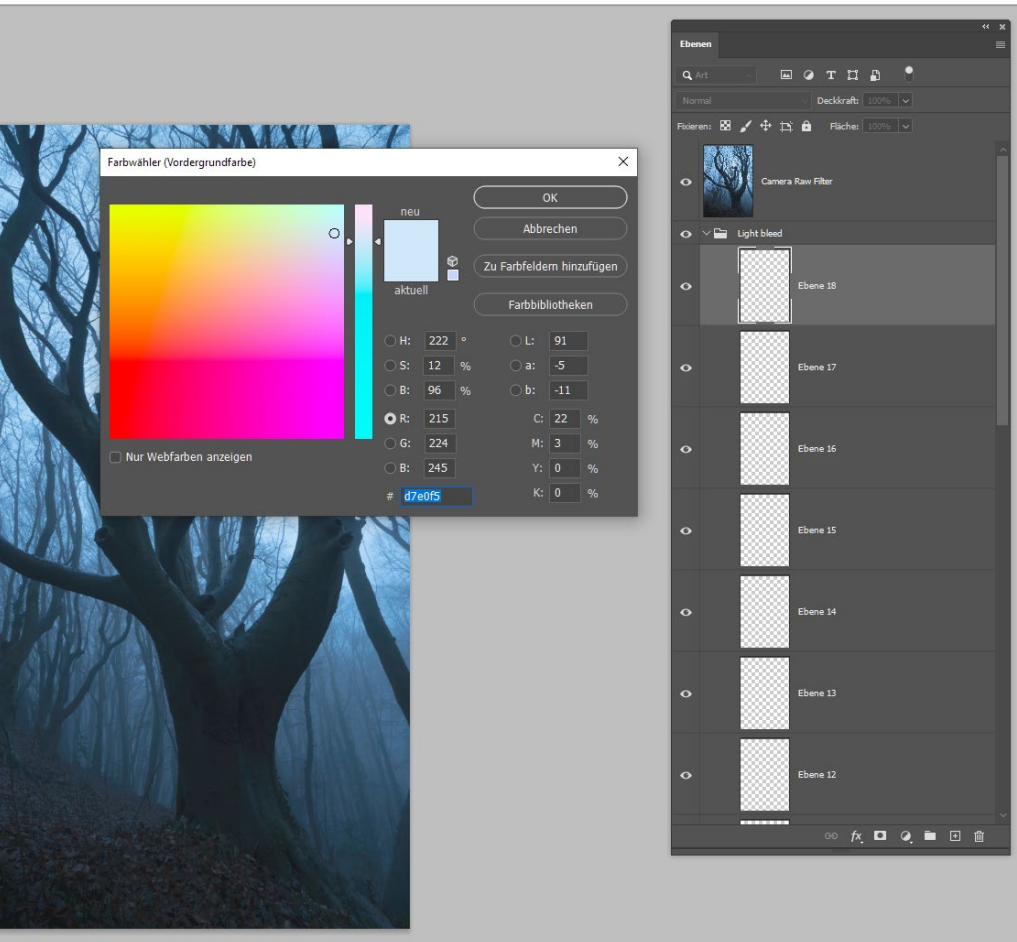 Ebenen
Art
Normal Deckkraft: 100%
Fixieren: Fläche: 100%
Camera Raw Filter
Light bleed
Ebene 18
Ebene 17
Ebene 16
Ebene 15
Ebene 14
Ebene 13
Ebene 12
fx
Farbwähler (Vordergrundfarbe)
neu
aktuell
OK
Abbrechen
Zu Farbfeldern hinzufügen
Farbbibliotheken
H: 222 ° L: 91
S: 12 % a: -5
B: 96 % b: -11
R: 215 C: 22 %
G: 224 M: 3 %
B: 245 Y: 0 %
# d7e0f5 K: 0 %
Nur Webfarben anzeigen